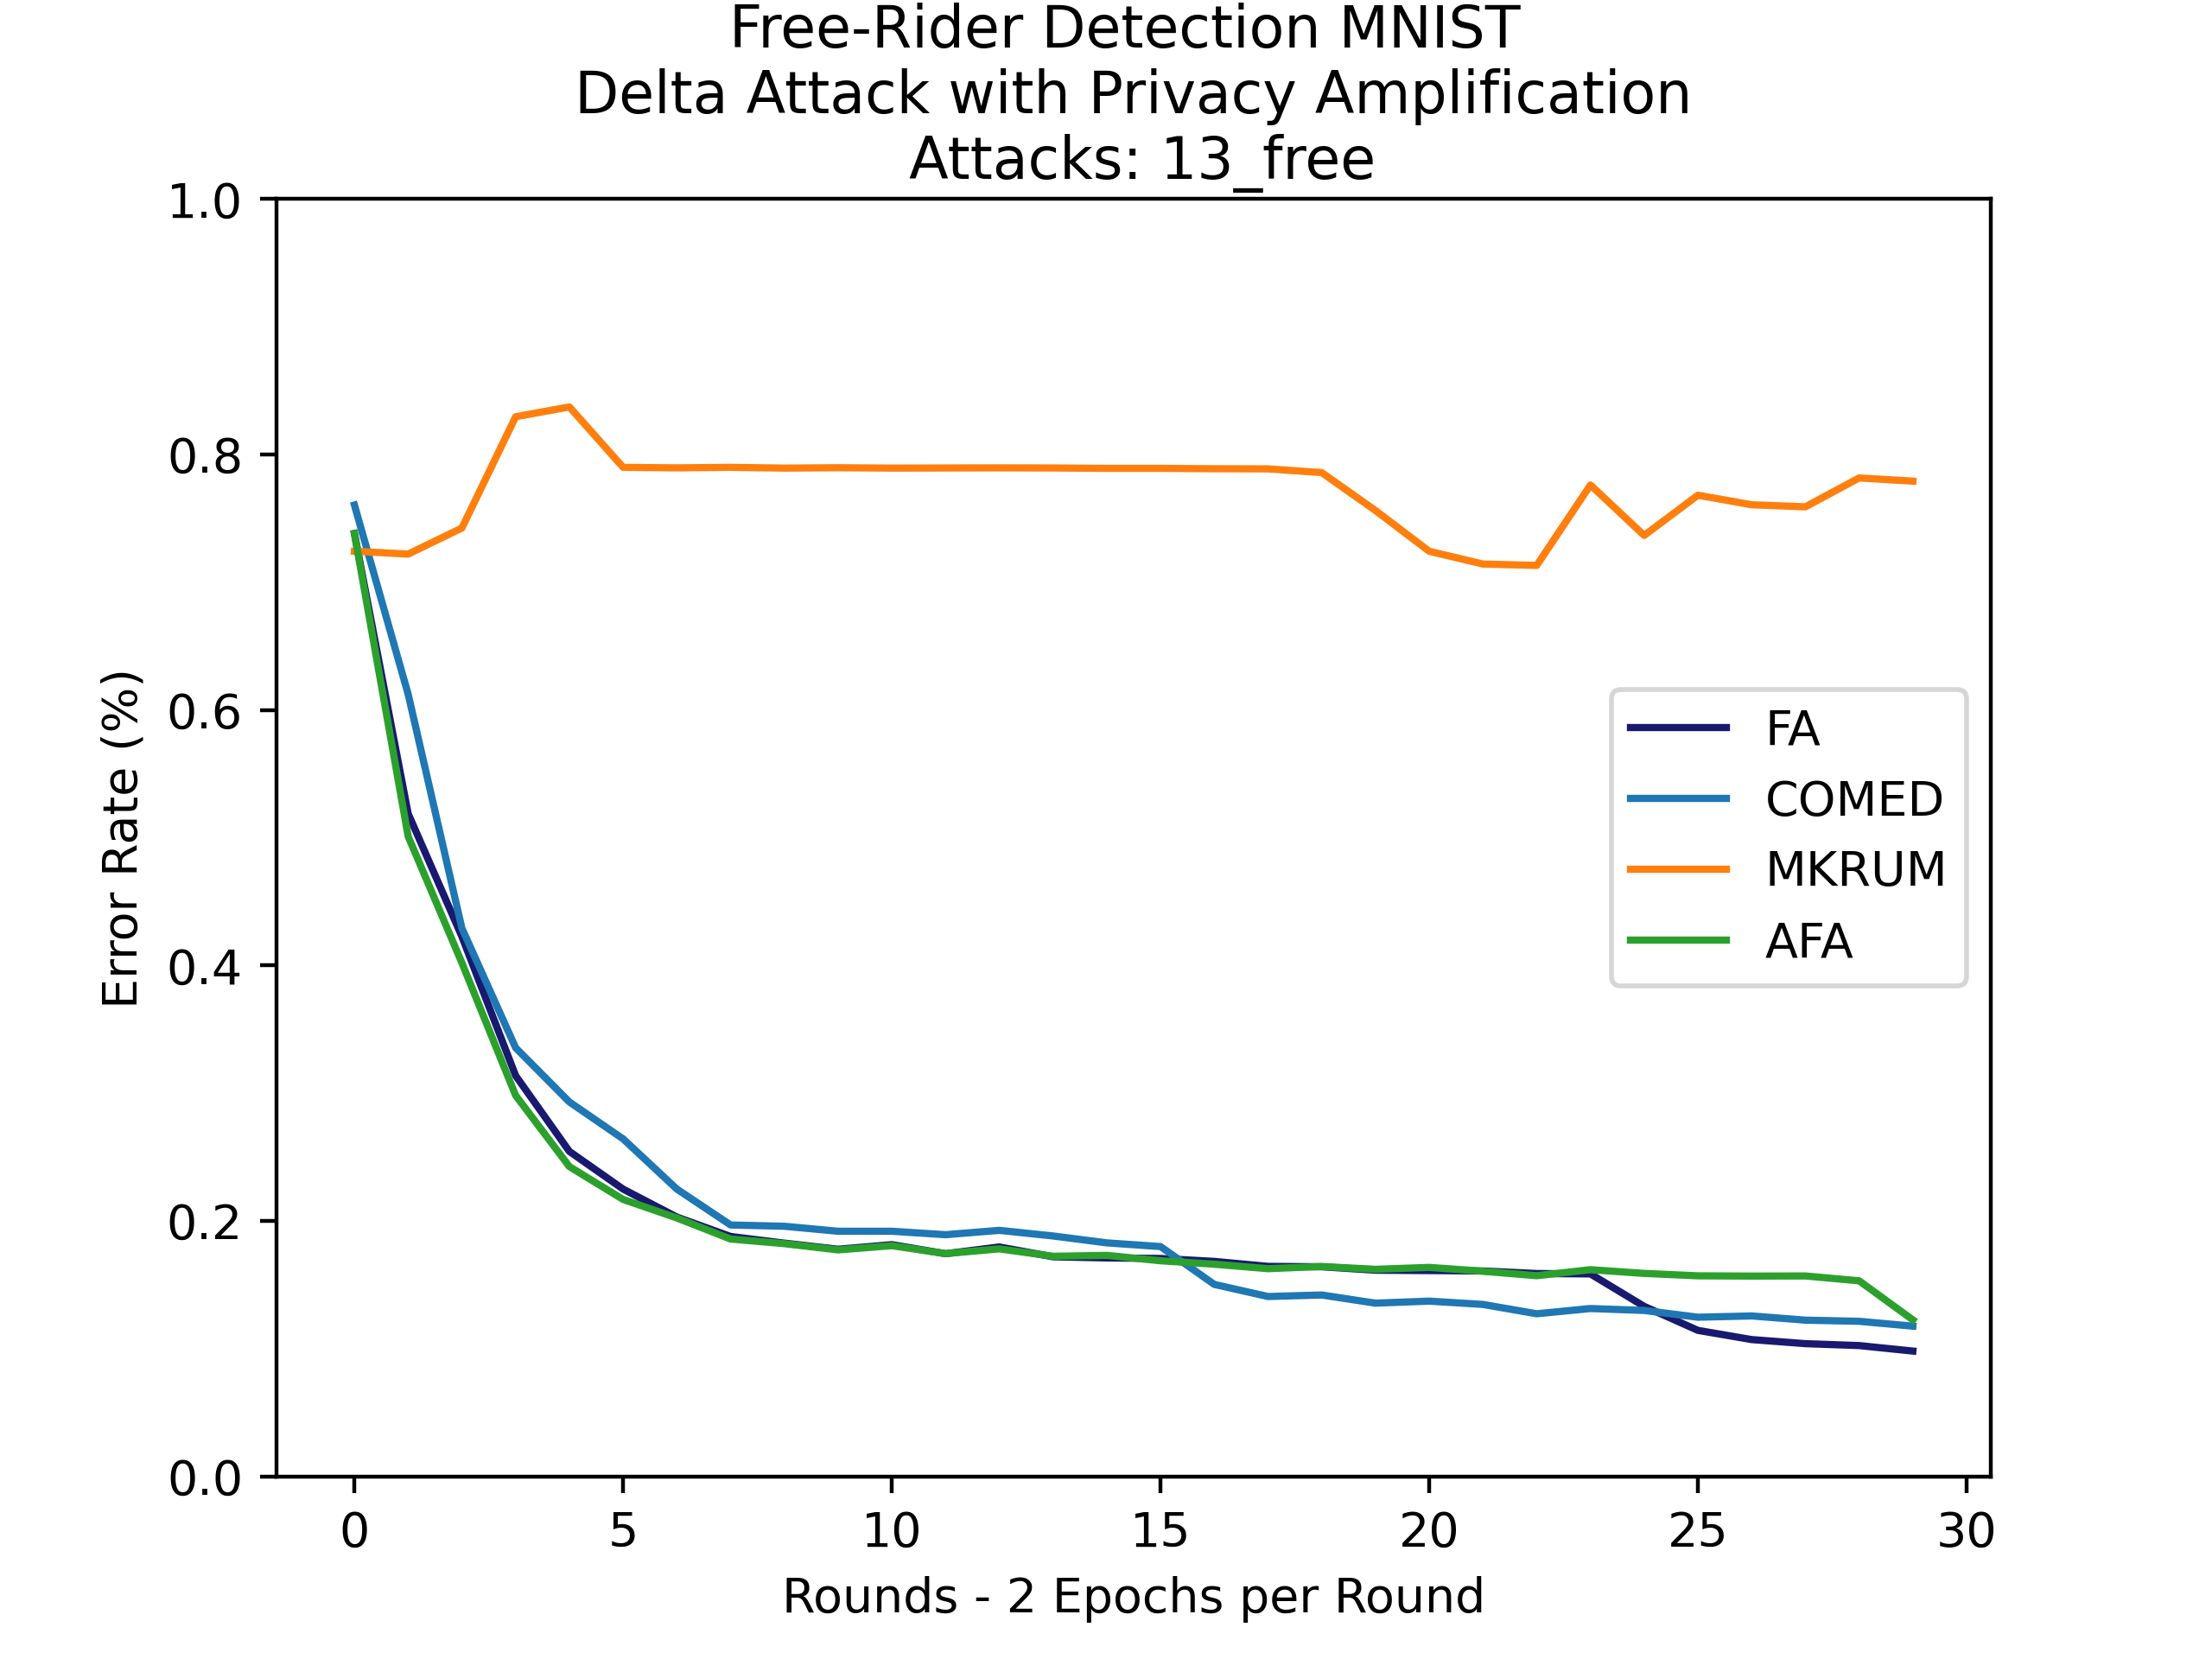 Free-Rider Detection MNIST
Delta Attack with Privacy Amplification
Attacks: 13_free
1.0
0.8
0.6
0.4
0.2
0.0
Error Rate (%)
FA
COMED
MKRUM
AFA
0 5 10 15 20 25 30
Rounds - 2 Epochs per Round